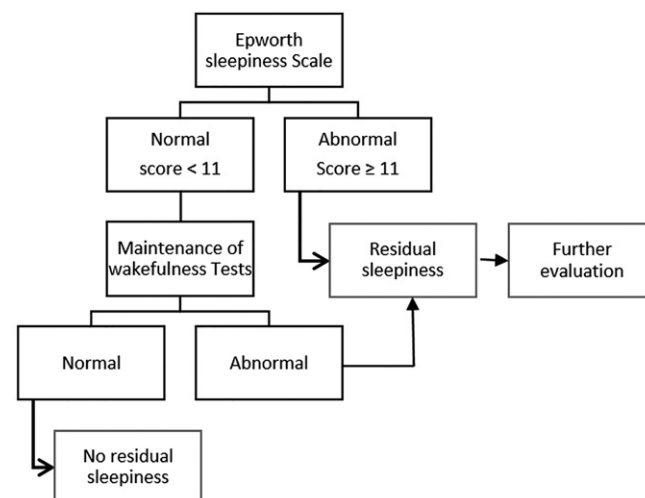 Epworth
sleepiness Scale
Normal
score < 11
Abnormal
Score ≥ 11
Maintenance of
wakefulness Tests
Residual
sleepiness
Further
evaluation
Normal
Abnormal
No residual
sleepiness